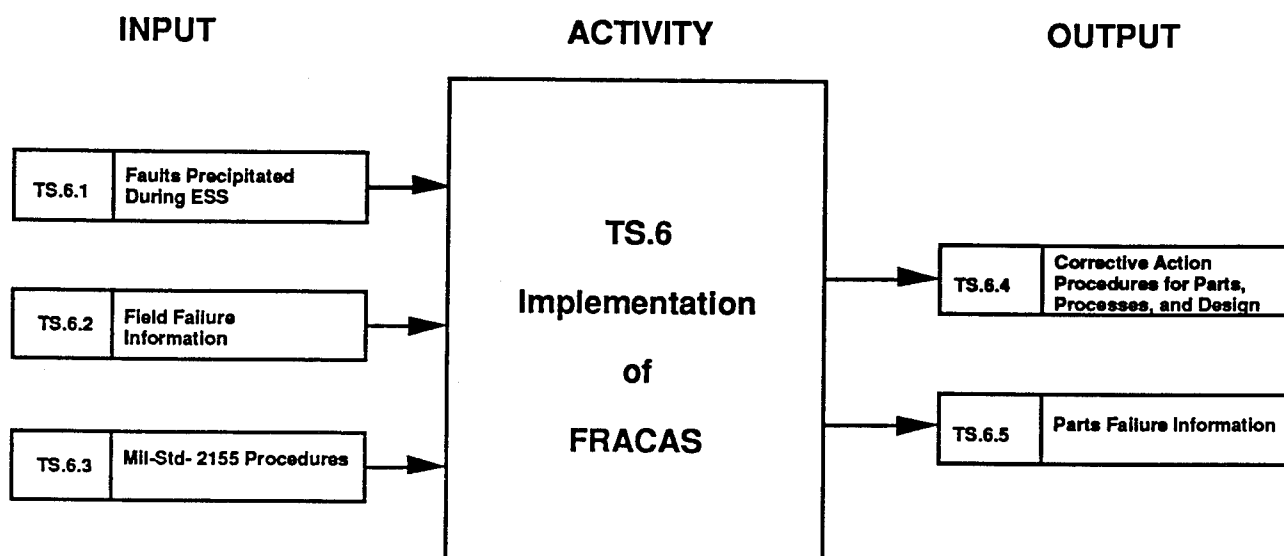 INPUT
ACTIVITY
OUTPUT
TS.6.1
Faults Precipitated
During ESS
TS.6.2
Field Failure
Information
TS.6.3
Mil-Std- 2155 Procedures
TS.6
Implementation
of
FRACAS
TS.6.4
Corrective Action
Procedures for Parts,
Processes, and Design
TS.6.5
Parts Failure Information